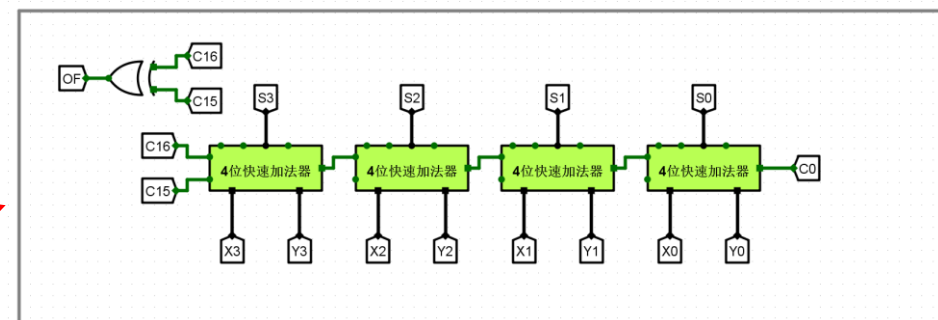 C16
OF
C15
S3 S2 S1 S0
C16
4位快速加法器 4位快速加法器 4位快速加法器 4位快速加法器 C0
C15
X3 Y3 X2 Y2 X1 Y1 X0 Y0